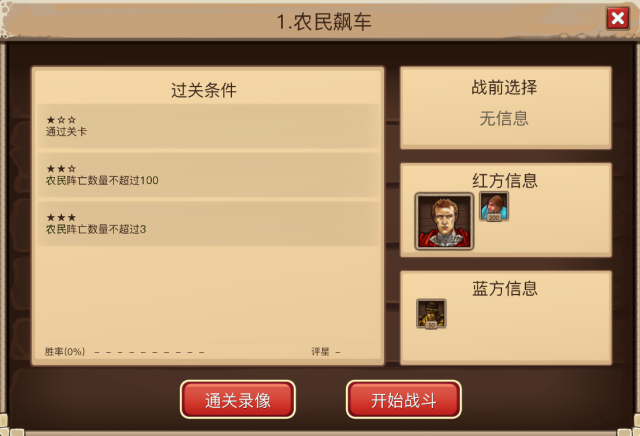 1.农民飙车
过关条件
★☆☆
通过关卡
★★☆
农民阵亡数量不超过100
★★★
农民阵亡数量不超过3
胜率(0%) － － － － － － － － － －
评星 －
战前选择
无信息
红方信息
200
蓝方信息
50
通关录像
开始战斗